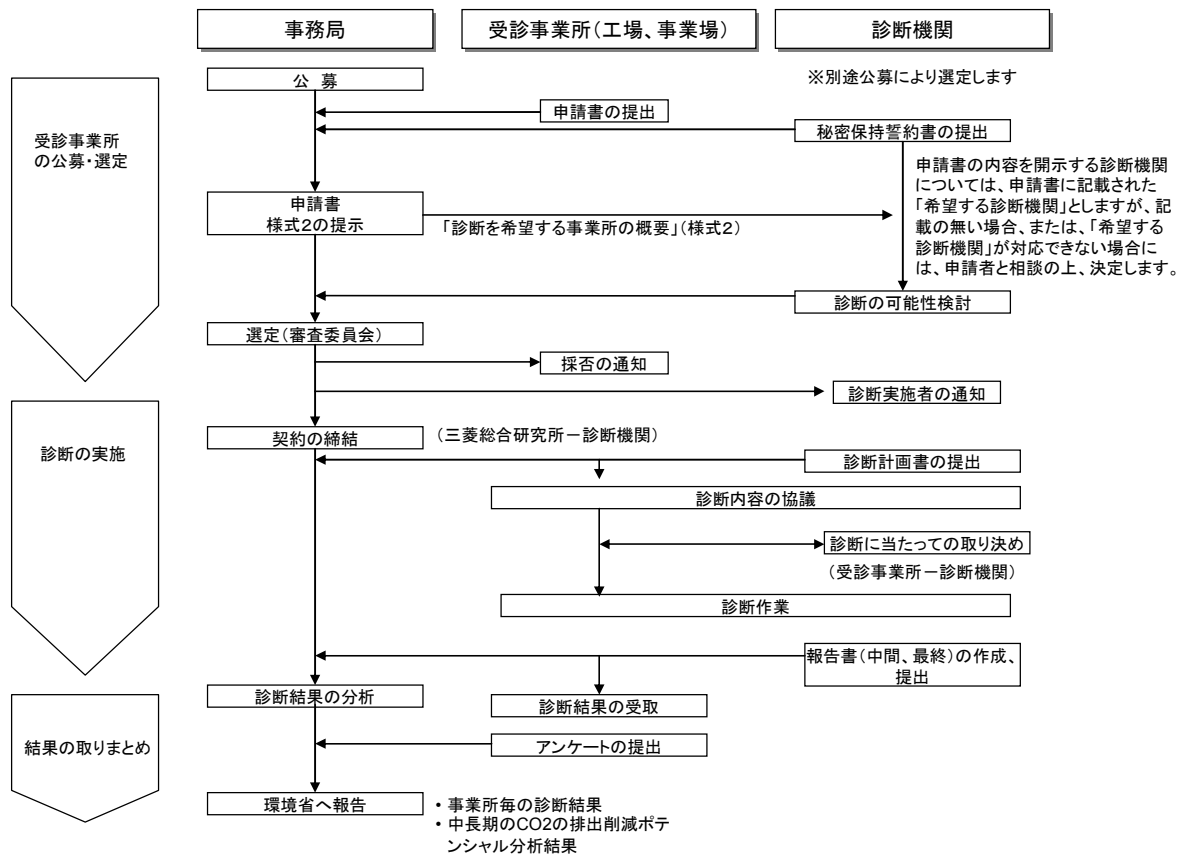 事務局
受診事業所(工場、事業場)
診断機関
公 募
※別途公募により選定します
申請書の提出
秘密保持誓約書の提出
受診事業所
の公募・選定
申請書の内容を開示する診断機関
については、申請書に記載された
「希望する診断機関」としますが、記
載の無い場合、または、「希望する
診断機関」が対応できない場合に
は、申請者と相談の上、決定します。
申請書
様式2の提示
「診断を希望する事業所の概要」(様式2)
診断の可能性検討
選定(審査委員会)
採否の通知
診断実施者の通知
診断の実施
契約の締結
(三菱総合研究所-診断機関)
診断計画書の提出
診断内容の協議
診断に当たっての取り決め
(受診事業所-診断機関)
診断作業
報告書(中間、最終)の作成、
提出
診断結果の分析
診断結果の受取
結果の取りまとめ
アンケートの提出
環境省へ報告
・事業所毎の診断結果
・中長期のCO2の排出削減ポテ
ンシャル分析結果